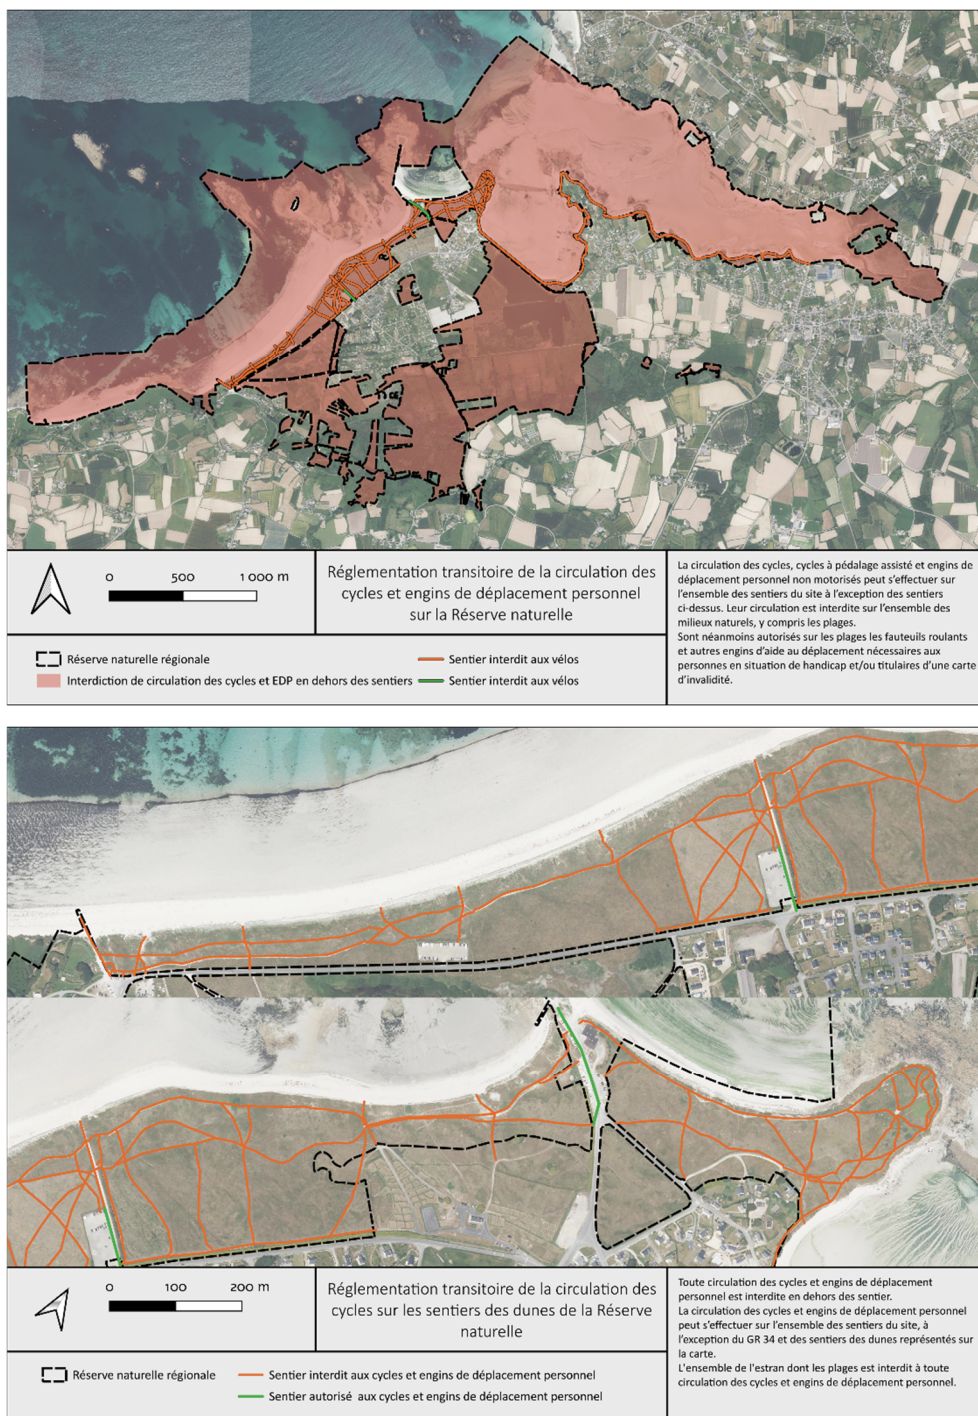 0 500 1 000 m
Réglementation transitoire de la circulation des
cycles et engins de déplacement personnel
sur la Réserve naturelle
La circulation des cycles, cycles à pédalage assisté et engins de
déplacement personnel non motorisés peut s'effectuer sur
l'ensemble des sentiers du site à l'exception des sentiers
ci-dessus. Leur circulation est interdite sur l'ensemble des
milieux naturels, y compris les plages.
Sont néanmoins autorisés sur les plages les fauteuils roulants
et autres engins d'aide au déplacement nécessaires aux
personnes en situation de handicap et/ou titulaires d'une carte
d'invalidité.
Réserve naturelle régionale
Sentier interdit aux vélos
Interdiction de circulation des cycles et EDP en dehors des sentiers
Sentier interdit aux vélos
0 100 200 m
Réglementation transitoire de la circulation des
cycles sur les sentiers des dunes de la Réserve
naturelle
Toute circulation des cycles et engins de déplacement
personnel est interdite en dehors des sentier.
La circulation des cycles et engins de déplacement personnel
peut s'effectuer sur l'ensemble des sentiers du site, à
l'exception du GR 34 et des sentiers des dunes représentés sur
la carte.
L'ensemble de l'estran dont les plages est interdit à toute
circulation des cycles et engins de déplacement personnel.
Réserve naturelle régionale
Sentier interdit aux cycles et engins de déplacement personnel
Sentier autorisé aux cycles et engins de déplacement personnel